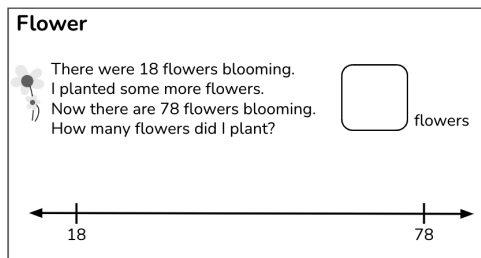 Flower
There were 18 flowers blooming.
I planted some more flowers.
Now there are 78 flowers blooming.
How many flowers did I plant?
flowers
18
78